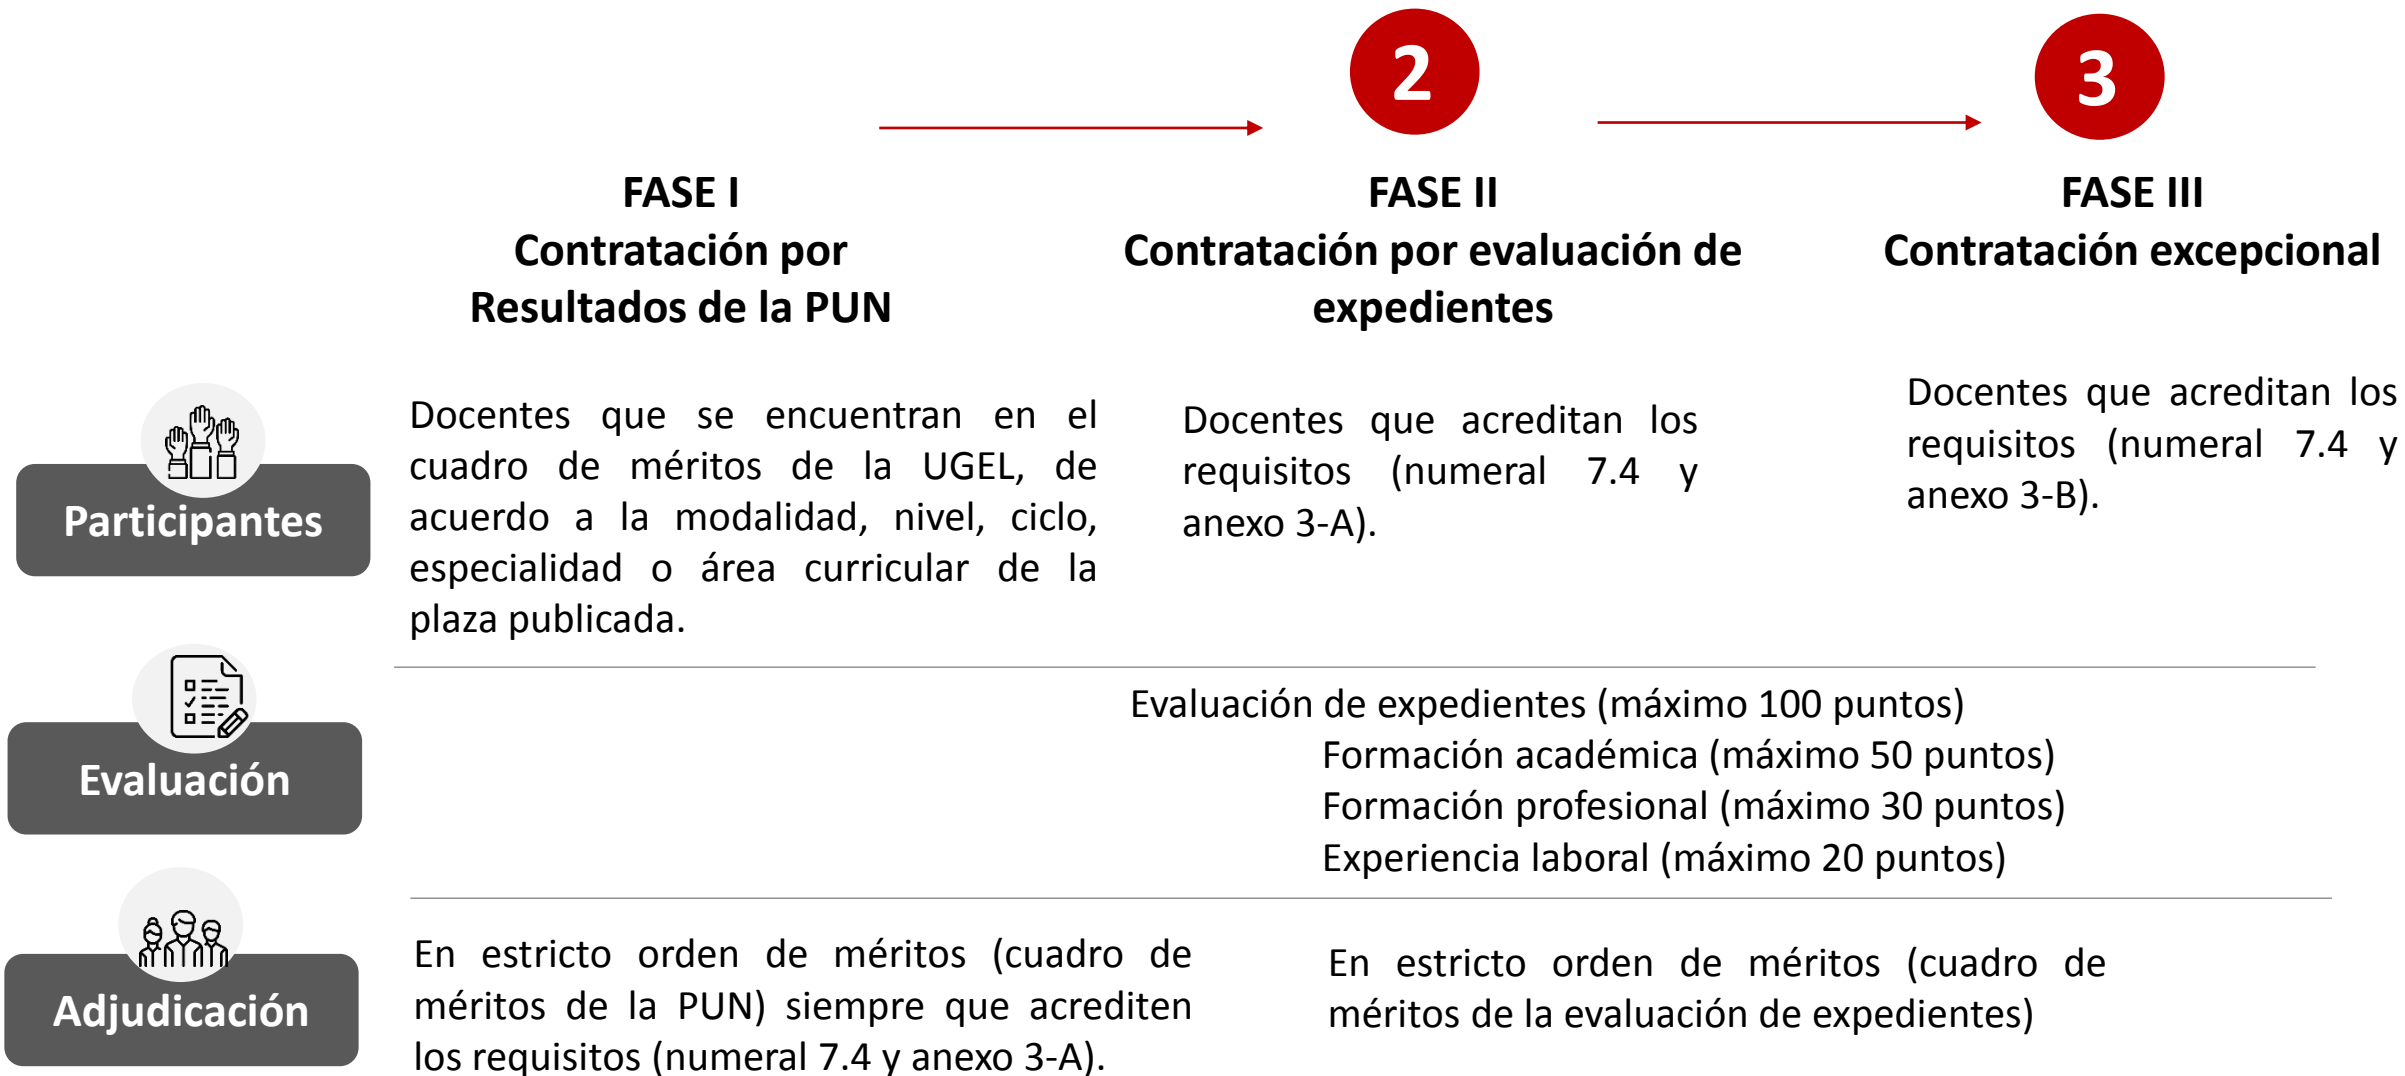 2
3
FASE I
Contratación por
Resultados de la PUN
FASE II
Contratación por evaluación de
expedientes
FASE III
Contratación excepcional
Participantes
Docentes que se encuentran en el
cuadro de méritos de la UGEL, de
acuerdo a la modalidad, nivel, ciclo,
especialidad o área curricular de la
plaza publicada.
Docentes que acreditan los
requisitos (numeral 7.4 y
anexo 3-A).
Docentes que acreditan los
requisitos (numeral 7.4 y
anexo 3-B).
Evaluación
Evaluación de expedientes (máximo 100 puntos)
Formación académica (máximo 50 puntos)
Formación profesional (máximo 30 puntos)
Experiencia laboral (máximo 20 puntos)
Adjudicación
En estricto orden de méritos (cuadro de
méritos de la PUN) siempre que acrediten
los requisitos (numeral 7.4 y anexo 3-A).
En estricto orden de méritos (cuadro de
méritos de la evaluación de expedientes)